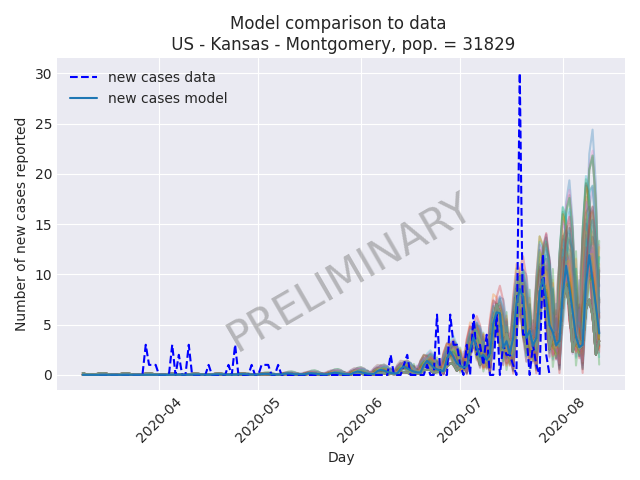 Model comparison to data
US - Kansas - Montgomery, pop. = 31829
new cases data
new cases model
PRELIMINARY
Number of new cases reported
30
25
20
15
10
5
0
2020-04
2020-05
2020-06
2020-07
2020-08
Day